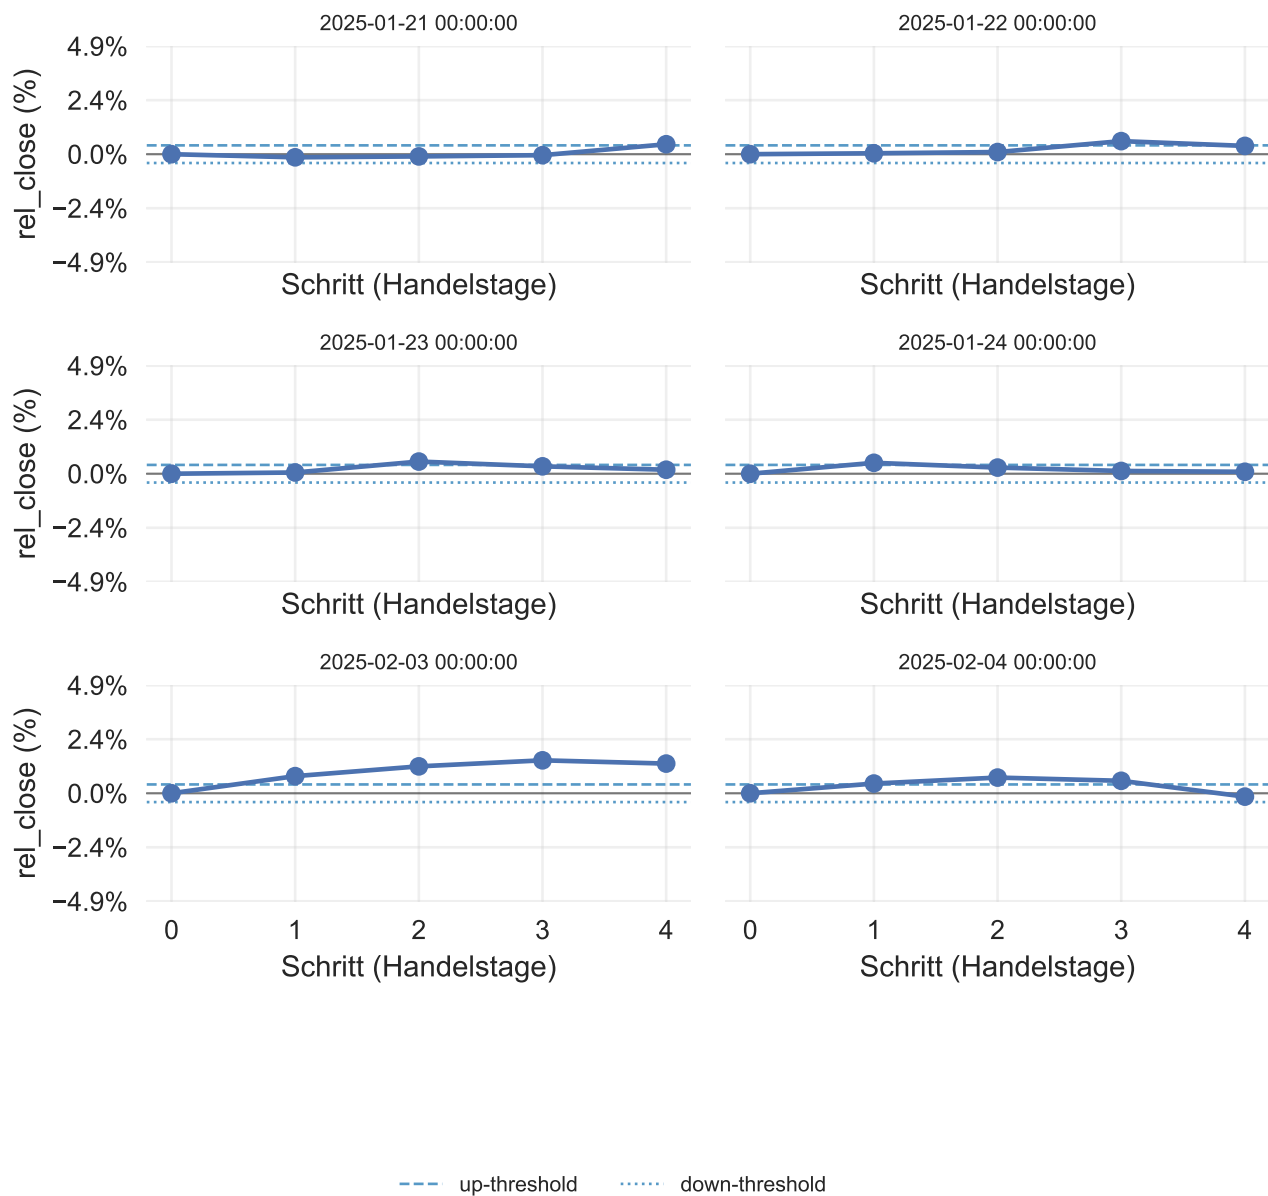 2025-01-21 00:00:00
2025-01-22 00:00:00
4.9%
2.4%
0.0%
−2.4%
−4.9%
rel_close (%)
Schritt (Handelstage)
Schritt (Handelstage)
2025-01-23 00:00:00
2025-01-24 00:00:00
4.9%
2.4%
0.0%
−2.4%
−4.9%
rel_close (%)
Schritt (Handelstage)
Schritt (Handelstage)
2025-02-03 00:00:00
2025-02-04 00:00:00
4.9%
2.4%
0.0%
−2.4%
−4.9%
rel_close (%)
0 1 2 3 4
0 1 2 3 4
Schritt (Handelstage)
Schritt (Handelstage)
up-threshold
down-threshold